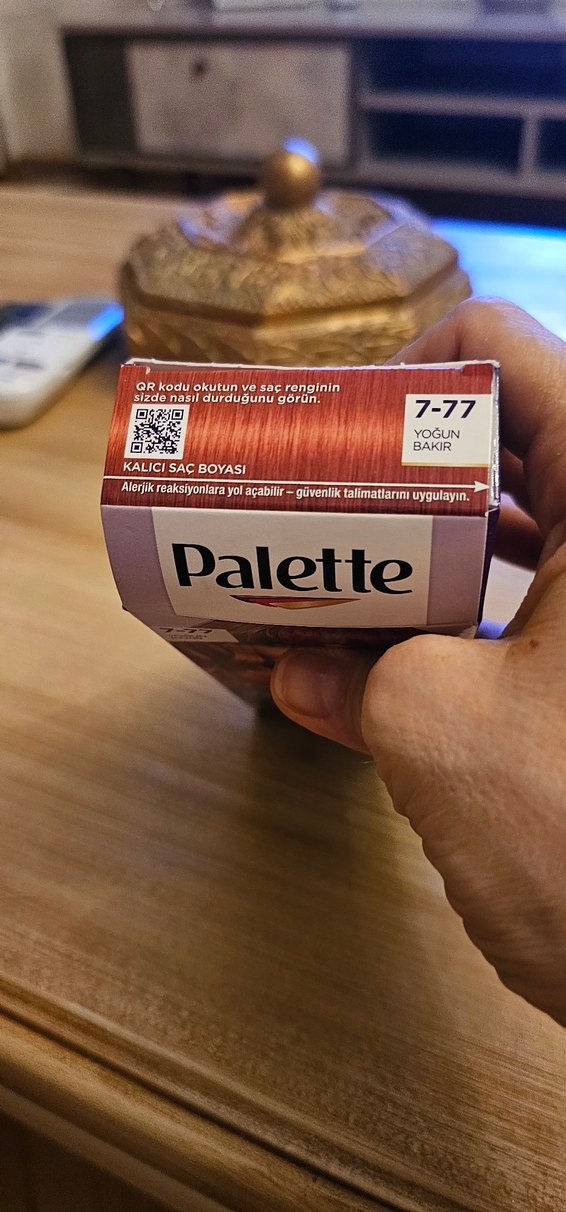 QR kodu okutun ve saç renginin
sizde nasıl durduğunu görün.
7-77
YOĞUN
BAKIR
KALICI SAÇ BOYASI
Alerjik reaksiyonlara yol açabilir – güvenlik talimatlarını uygulayın.
Palette
7-77